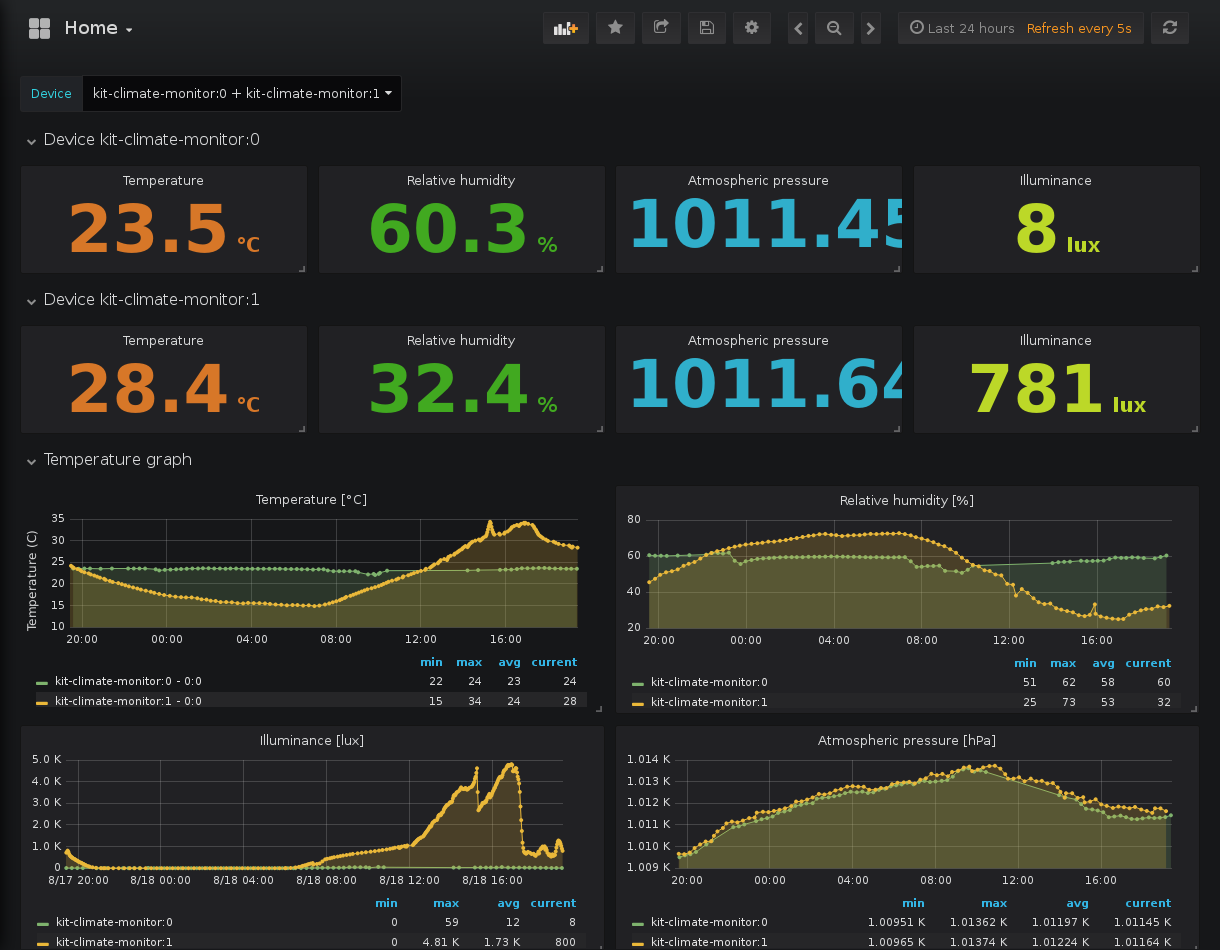 Home
Last 24 hours Refresh every 5s
Device kit-climate-monitor:0 + kit-climate-monitor:1
Device kit-climate-monitor:0
Temperature Relative humidity Atmospheric pressure Illuminance
23.5 °C 60.3 % 1011.45 8 lux
Device kit-climate-monitor:1
Temperature Relative humidity Atmospheric pressure Illuminance
28.4 °C 32.4 % 1011.64 781 lux
Temperature graph
Temperature [°C]
Temperature (C)
35
30
25
20
15
10
20:00 00:00 04:00 08:00 12:00 16:00
min max avg current
kit-climate-monitor:0 - 0:0 22 24 23 24
kit-climate-monitor:1 - 0:0 15 34 24 28
Relative humidity [%]
80
60
40
20
20:00 00:00 04:00 08:00 12:00 16:00
min max avg current
kit-climate-monitor:0 51 62 58 60
kit-climate-monitor:1 25 73 53 32
Illuminance [lux]
5.0 K
4.0 K
3.0 K
2.0 K
1.0 K
0
8/17 20:00 8/18 00:00 8/18 04:00 8/18 08:00 8/18 12:00 8/18 16:00
min max avg current
kit-climate-monitor:0 0 59 12 8
kit-climate-monitor:1 0 4.81 K 1.73 K 800
Atmospheric pressure [hPa]
1.014 K
1.013 K
1.012 K
1.011 K
1.010 K
1.009 K
20:00 00:00 04:00 08:00 12:00 16:00
min max avg current
kit-climate-monitor:0 1.00951 K 1.01362 K 1.01197 K 1.01145 K
kit-climate-monitor:1 1.00965 K 1.01374 K 1.01224 K 1.01164 K